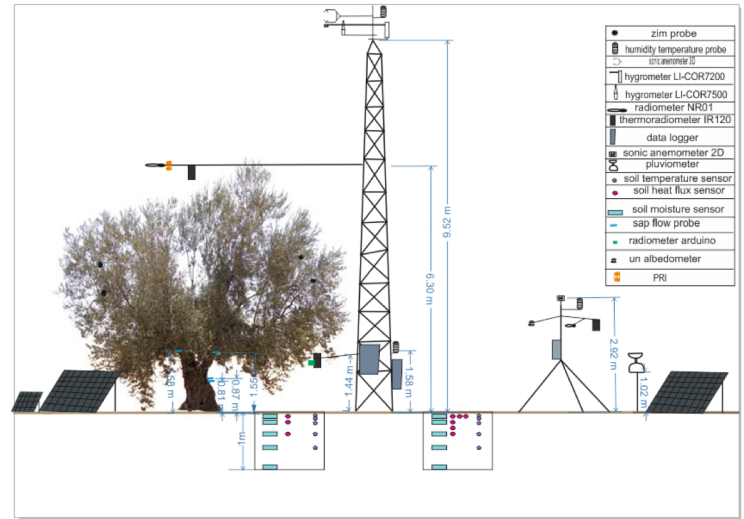 zim probe
humidity temperature probe
sonic anemometer 3D
hygrometer LI-COR7200
hygrometer LI-COR7500
radiometer NR01
thermoradiometer IR120
data logger
sonic anemometer 2D
pluviometer
soil temperature sensor
soil heat flux sensor
soil moisture sensor
sap flow probe
radiometer arduino
un albedometer
PRI
9.52 m
6.30 m
2.92 m
1.58 m
0.81 m
0.87 m
1.55
1.44 m
1.58 m
1.02 m
1m